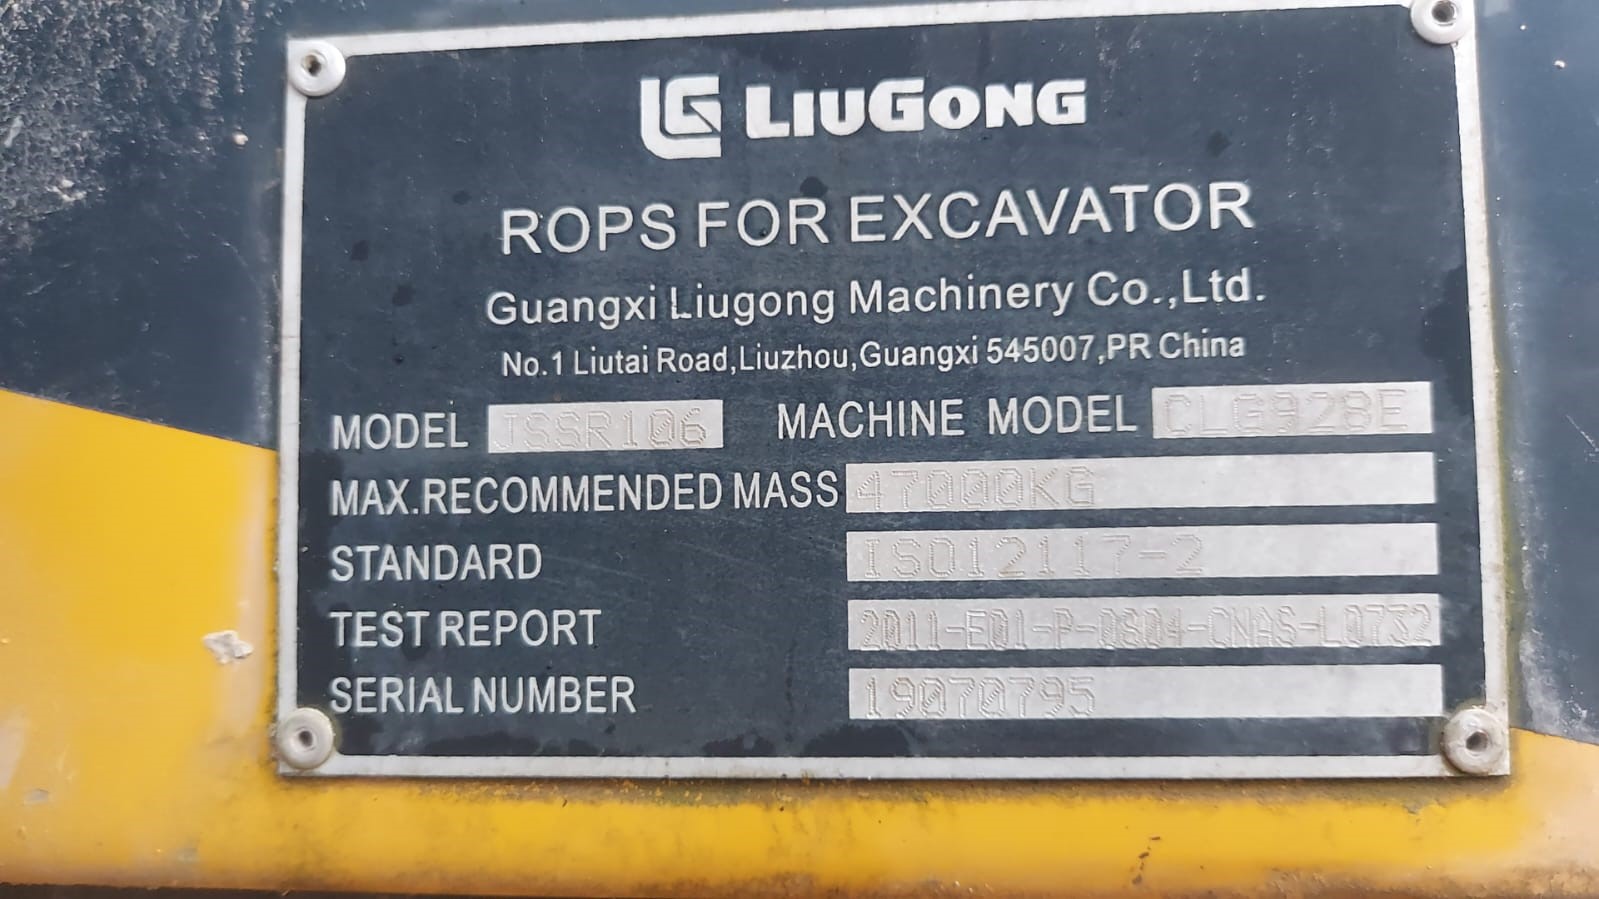 LG LIUGONG
ROPS FOR EXCAVATOR
Guangxi Liugong Machinery Co.,Ltd.
No.1 Liutai Road,Liuzhou,Guangxi 545007,PR China
MODEL JSSR106 MACHINE MODEL CLG928E
MAX.RECOMMENDED MASS 47000KG
STANDARD ISO12117-2
TEST REPORT 2011-E01-P-0804-CNAS-L0732
SERIAL NUMBER 19070795